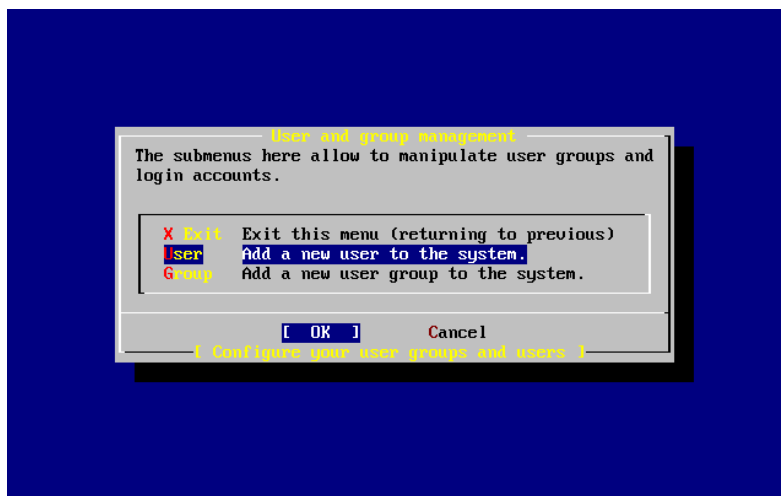 User and group management
The submenus here allow to manipulate user groups and
login accounts.
X Exit Exit this menu (returning to previous)
User Add a new user to the system.
Group Add a new user group to the system.
[ OK ] Cancel
[ Configure your user groups and users ]